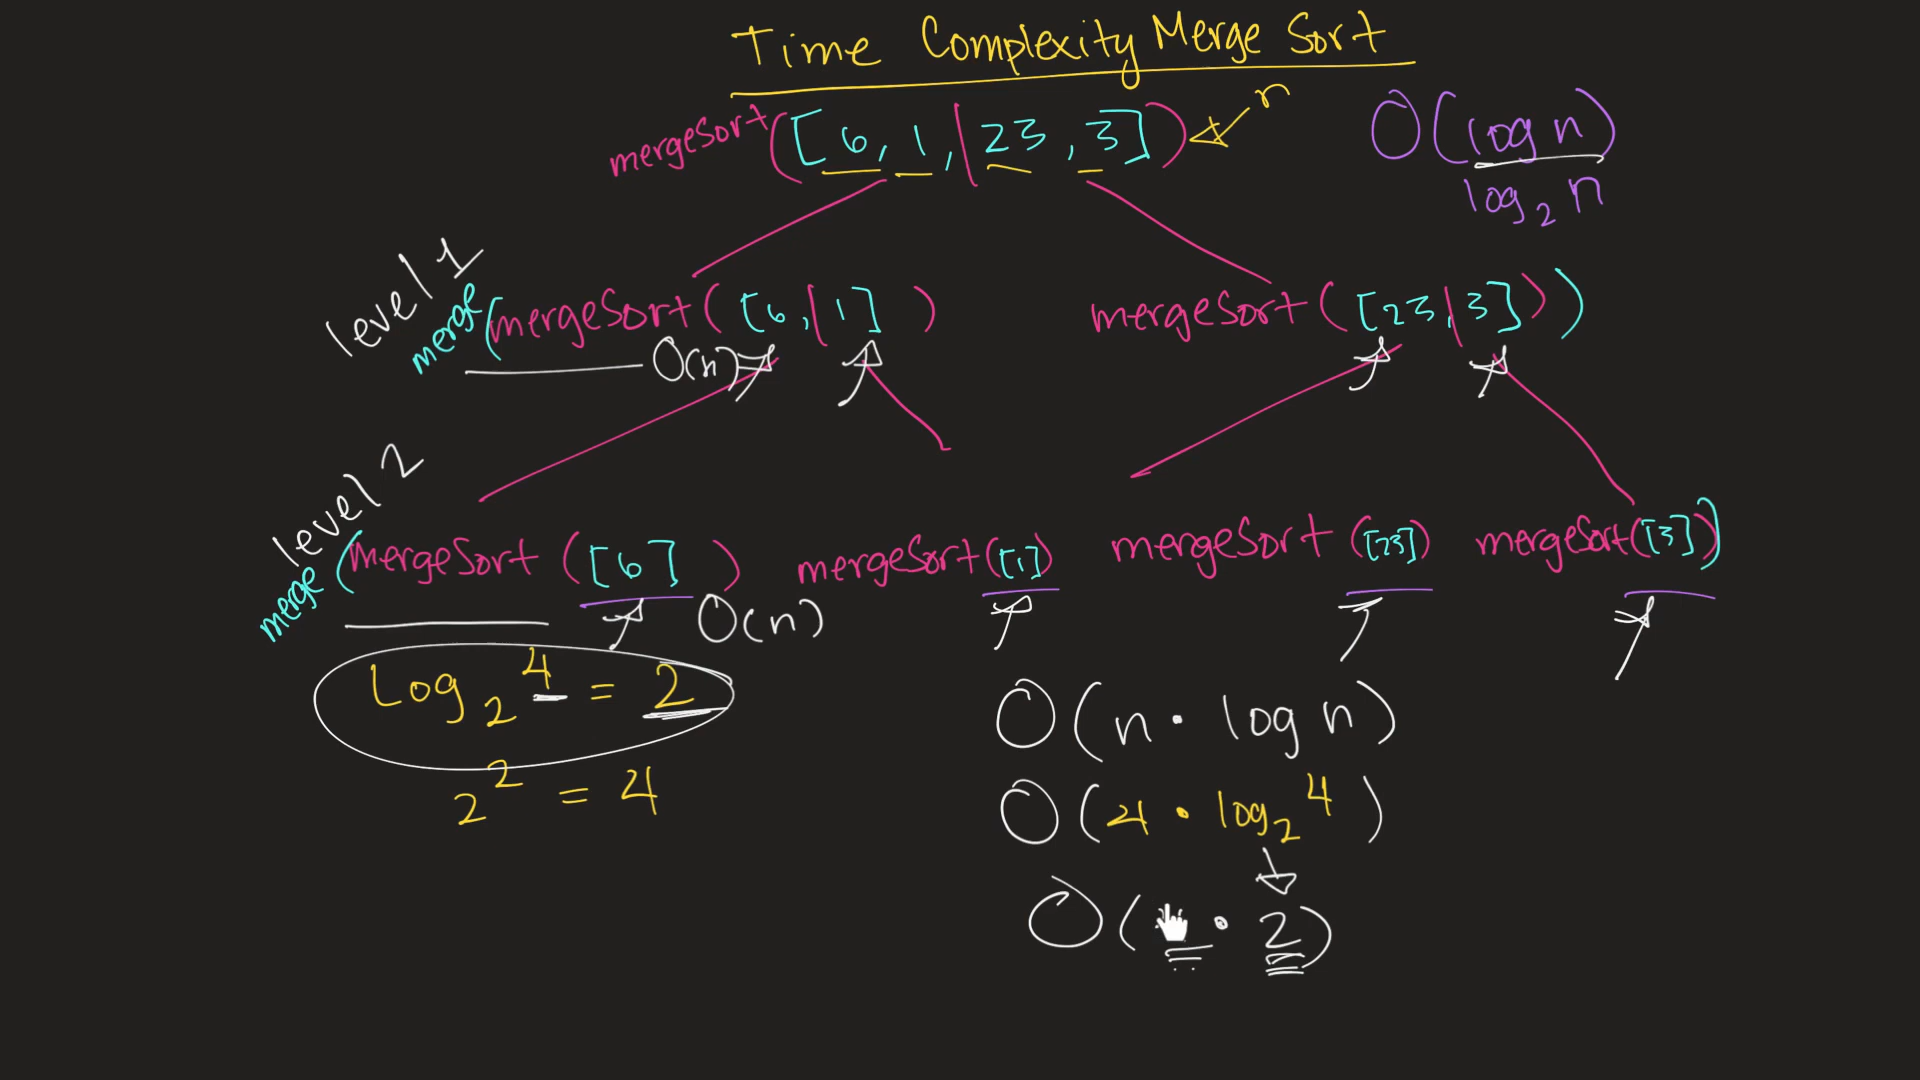 Time Complexity Merge Sort
mergeSort([6, 1, | 23, 3])
n
O(log n)
log₂ n
level 1
merge(mergeSort([6, | 1]) mergeSort([23, | 3]))
O(n)
level 2
merge(mergeSort([6]) mergeSort([1]) mergeSort([23]) mergeSort([3]))
O(n)
Log₂ 4 = 2
2² = 4
O(n · log n)
O(4 · log₂ 4)
O( · 2)